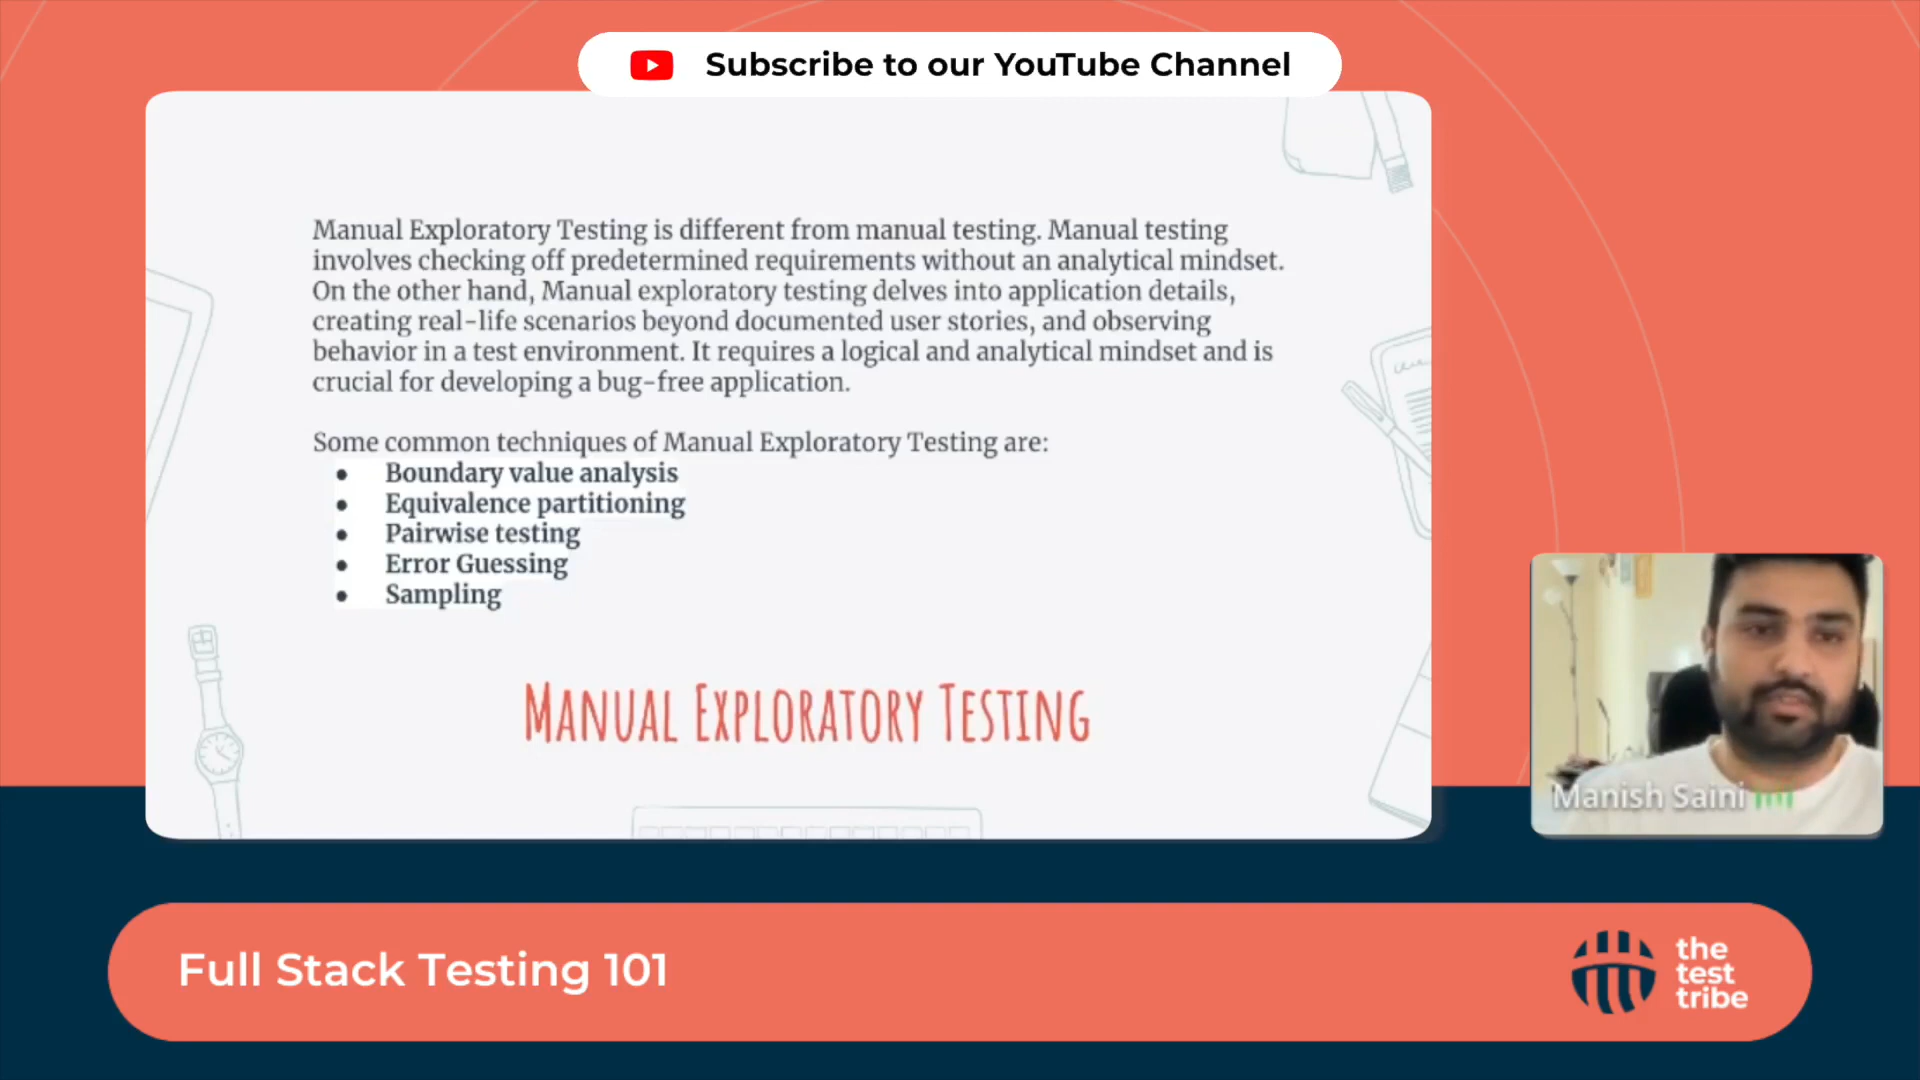 Subscribe to our YouTube Channel
Manual Exploratory Testing is different from manual testing. Manual testing
involves checking off predetermined requirements without an analytical mindset.
On the other hand, Manual exploratory testing delves into application details,
creating real-life scenarios beyond documented user stories, and observing
behavior in a test environment. It requires a logical and analytical mindset and is
crucial for developing a bug-free application.
Some common techniques of Manual Exploratory Testing are:
• Boundary value analysis
• Equivalence partitioning
• Pairwise testing
• Error Guessing
• Sampling
MANUAL EXPLORATORY TESTING
Manish Saini
Full Stack Testing 101
the
test
tribe